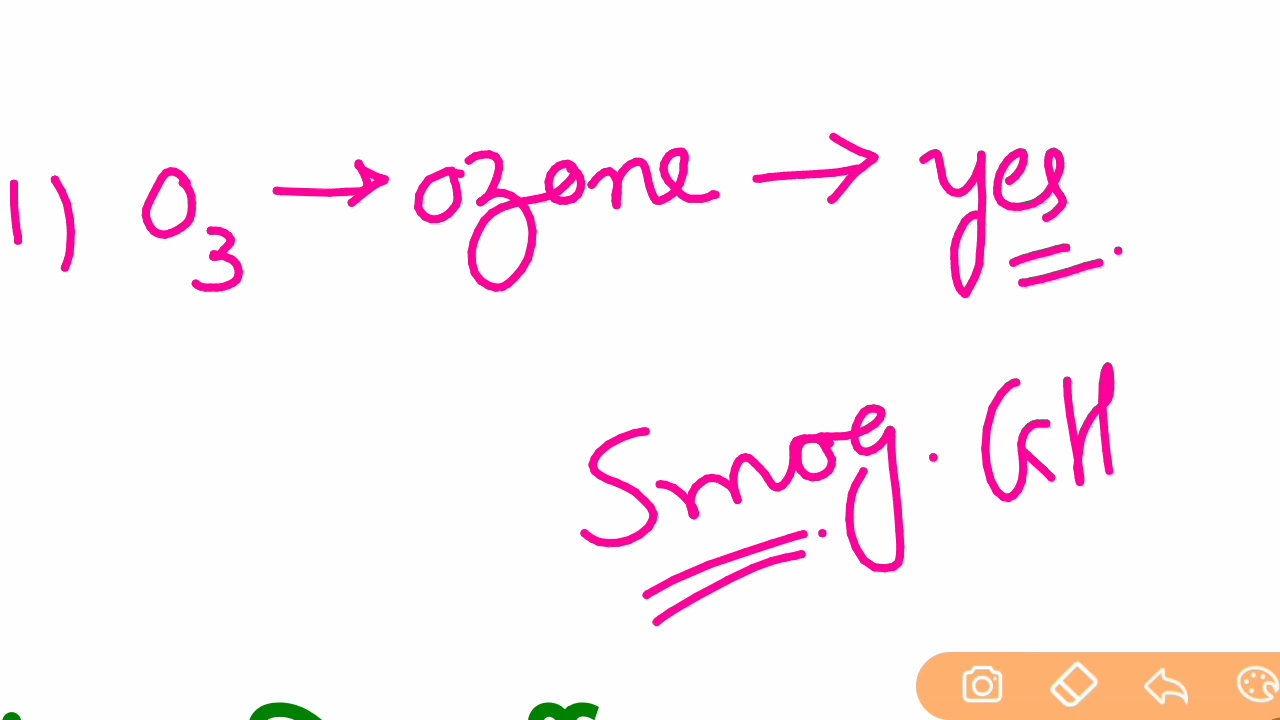 1) O₃ → ozone → yes.
Smog. GH